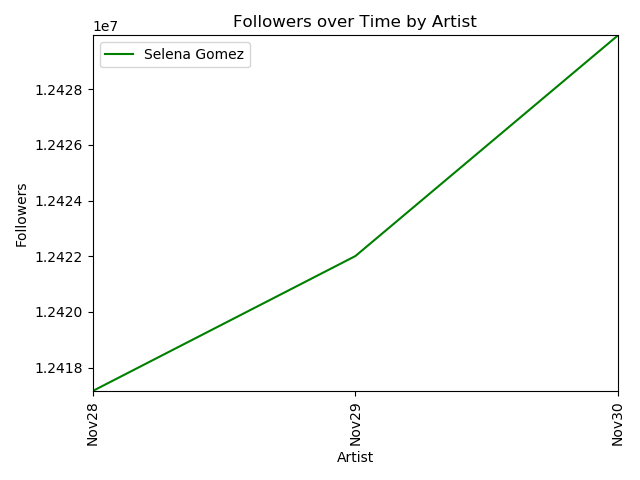 Followers over Time by Artist
1e7
Selena Gomez
1.2428
1.2426
1.2424
1.2422
1.2420
1.2418
Followers
Nov28
Nov29
Nov30
Artist